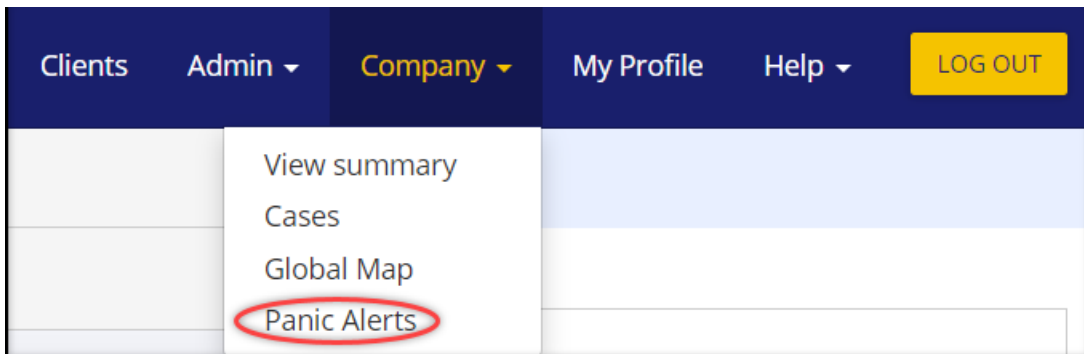 Clients Admin Company My Profile Help LOG OUT
View summary
Cases
Global Map
Panic Alerts